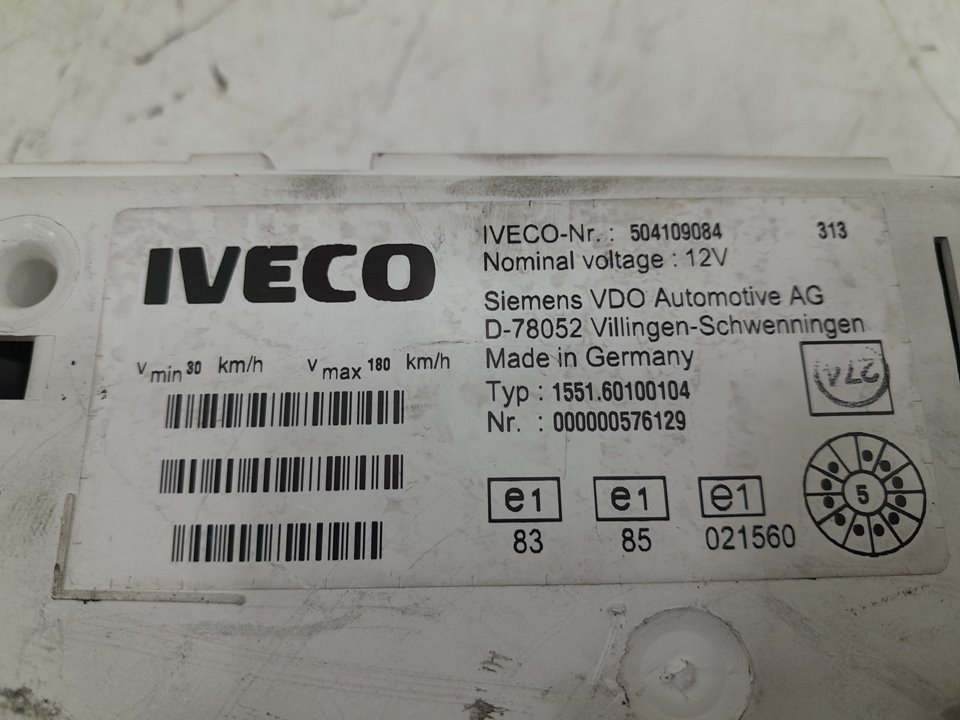 IVECO
IVECO-Nr. : 504109084 313
Nominal voltage : 12V
Siemens VDO Automotive AG
D-78052 Villingen-Schwenningen
Made in Germany
Typ : 1551.60100104
Nr. : 000000576129
V min 30 km/h V max 180 km/h
27A
e1 e1 e1
83 85 021560
5